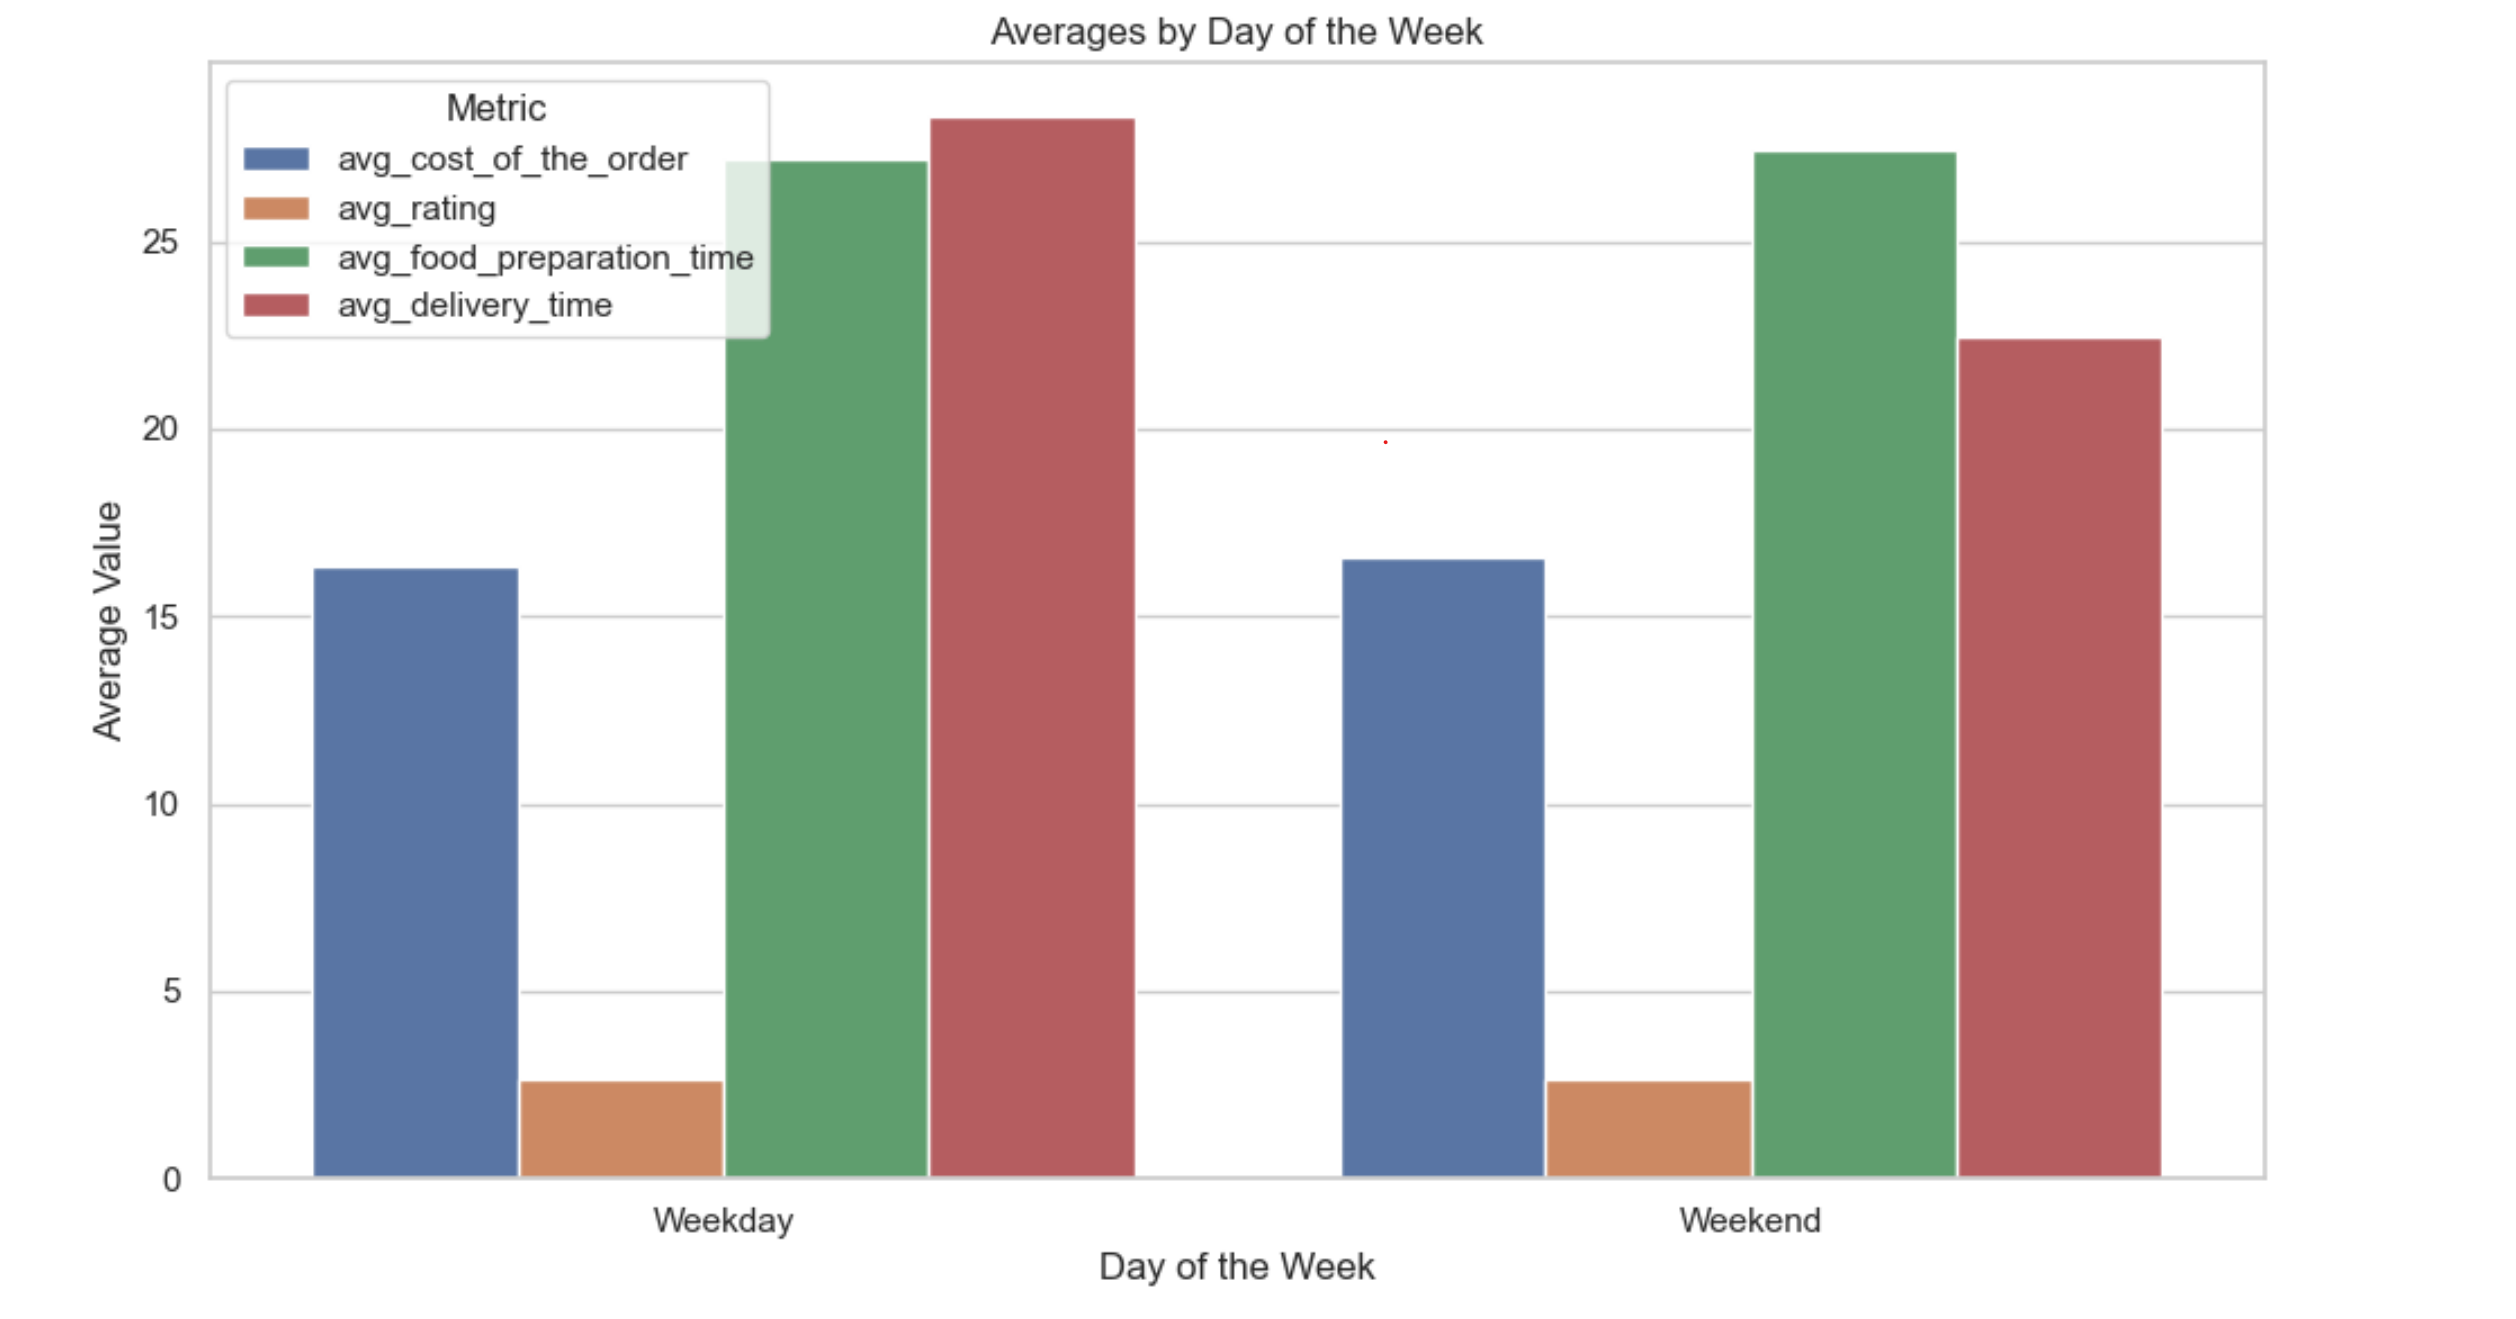 Averages by Day of the Week
Metric
avg_cost_of_the_order
avg_rating
avg_food_preparation_time
avg_delivery_time
25
20
15
10
5
0
Average Value
Weekday
Weekend
Day of the Week